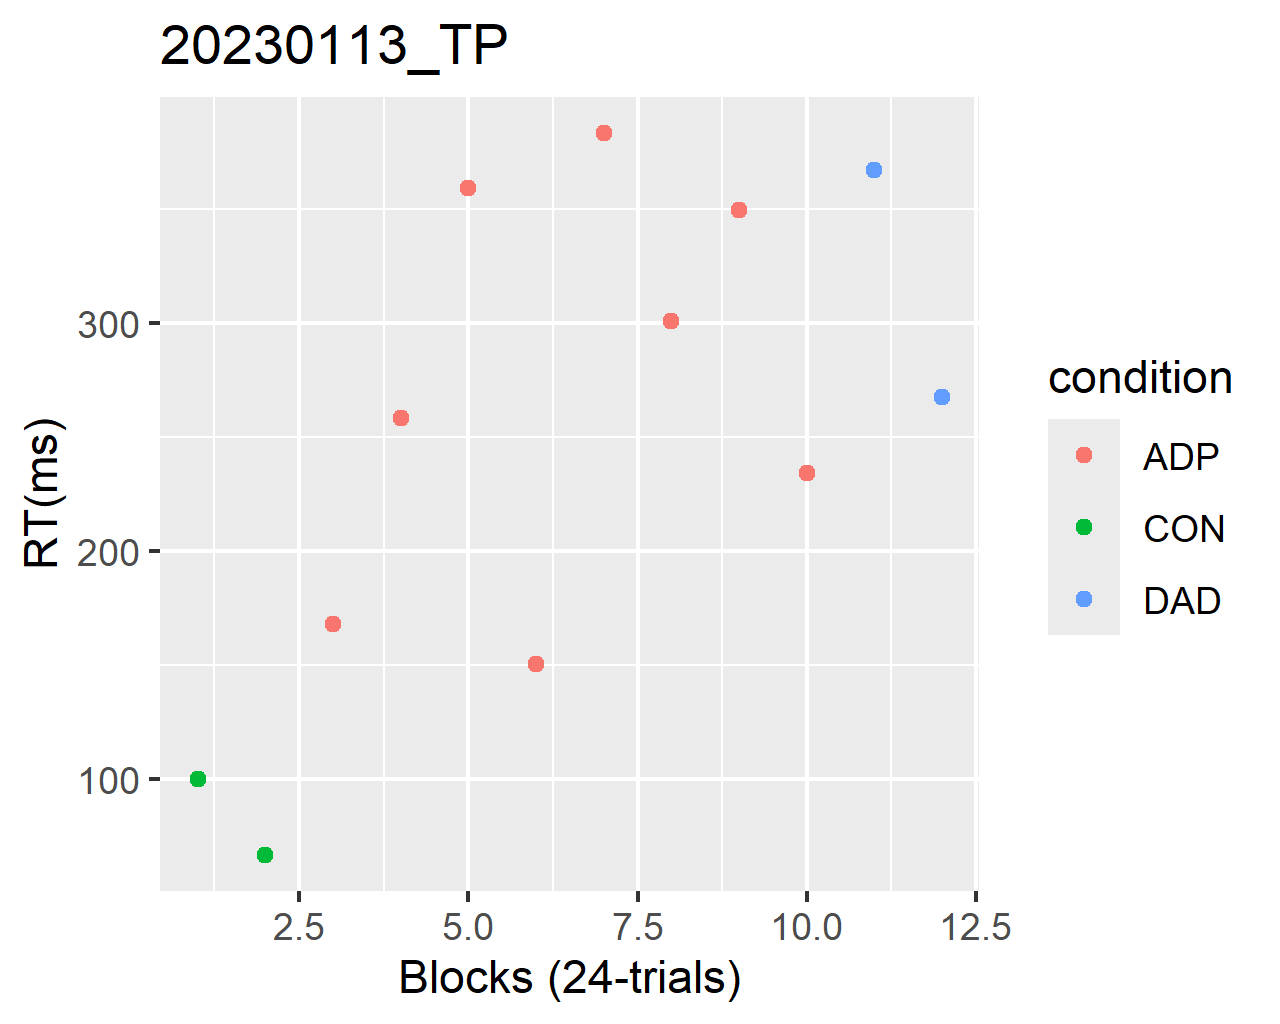 20230113_TP
RT(ms)
300
200
100
2.5 5.0 7.5 10.0 12.5
Blocks (24-trials)
condition
ADP
CON
DAD